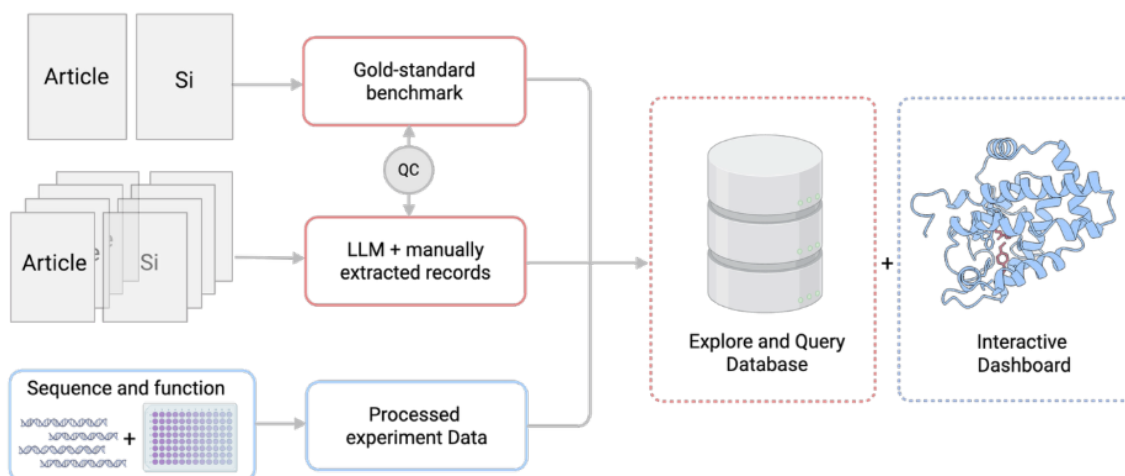 Article
Si
Gold-standard
benchmark
QC
Article
Si
LLM + manually
extracted records
Sequence and function
+
Processed
experiment Data
Explore and Query
Database
+
Interactive
Dashboard